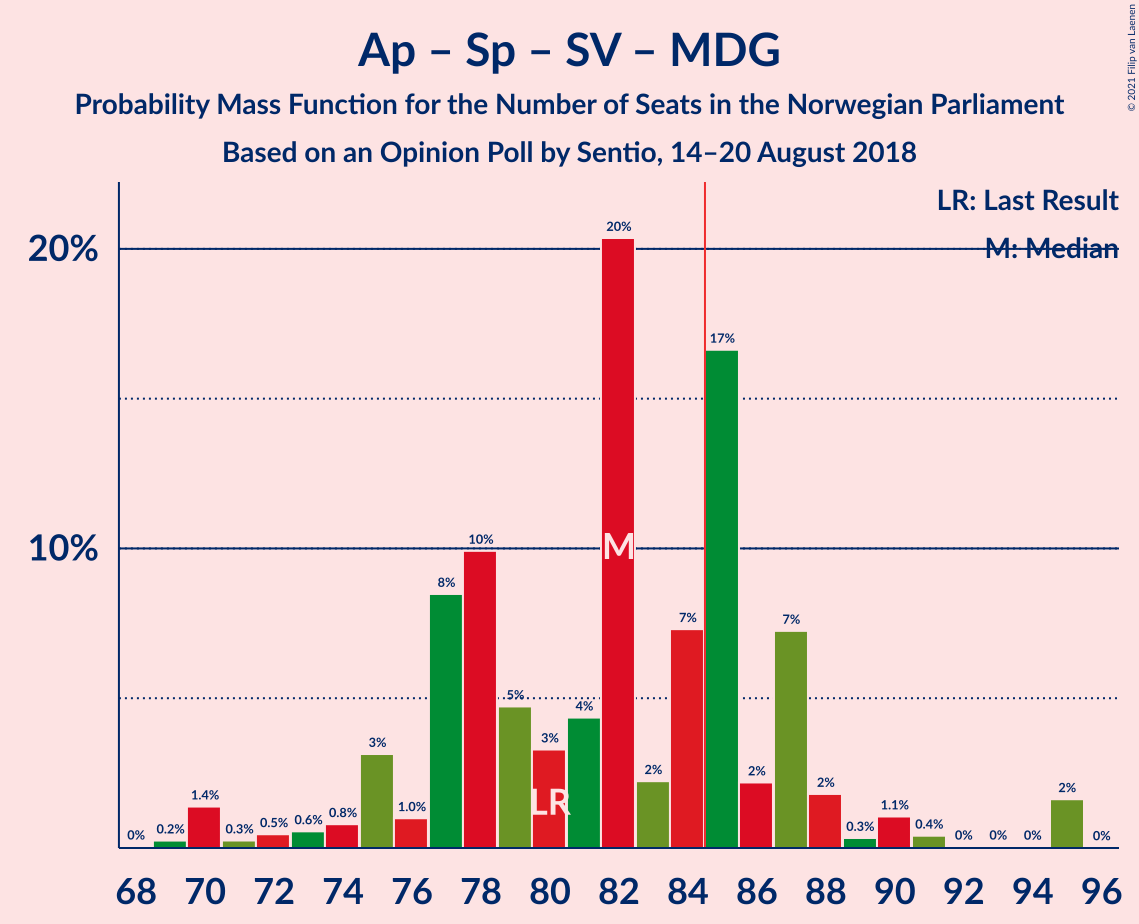 Ap – Sp – SV – MDG
Probability Mass Function for the Number of Seats in the Norwegian Parliament
Based on an Opinion Poll by Sentio, 14–20 August 2018
© 2021 Filip van Laenen
LR: Last Result
M: Median
20%
10%
0% 0.2% 1.4% 0.3% 0.5% 0.6% 0.8% 3% 1.0% 8% 10% 5% 3% 4% 20% 2% 7% 17% 2% 7% 2% 0.3% 1.1% 0.4% 0% 0% 0% 2% 0%
M
LR
68 70 72 74 76 78 80 82 84 86 88 90 92 94 96